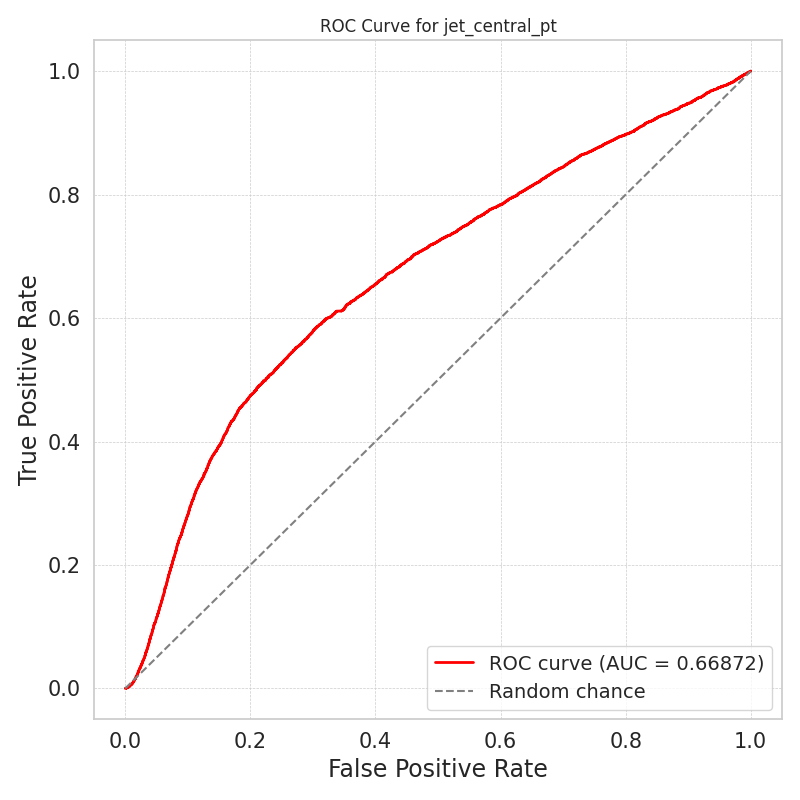 ROC Curve for jet_central_pt
True Positive Rate
1.0
0.8
0.6
0.4
0.2
0.0
ROC curve (AUC = 0.66872)
Random chance
0.0 0.2 0.4 0.6 0.8 1.0
False Positive Rate